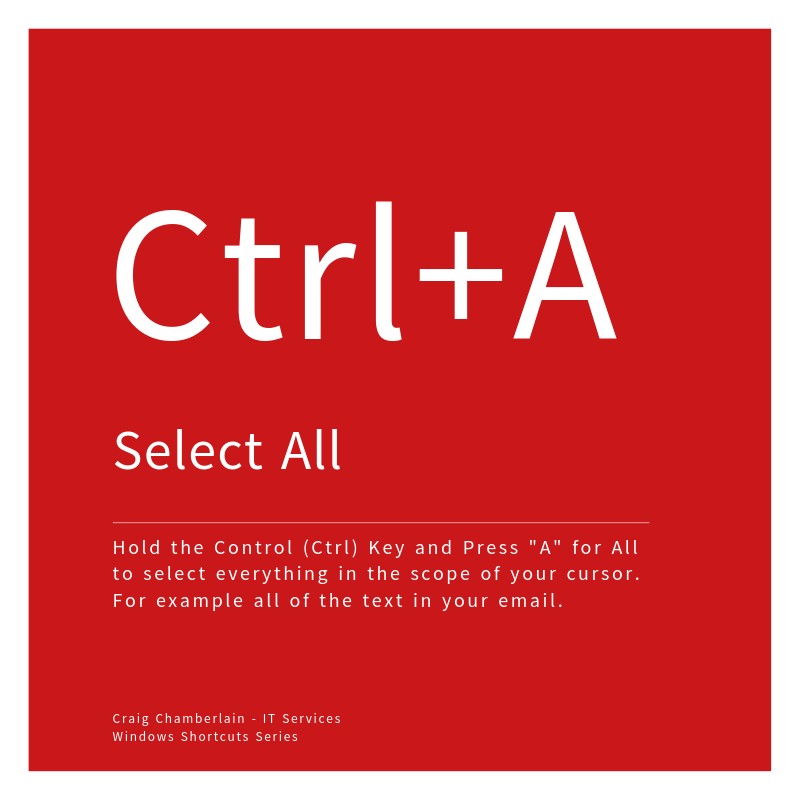 Ctrl+A
Select All
Hold the Control (Ctrl) Key and Press "A" for All
to select everything in the scope of your cursor.
For example all of the text in your email.
Craig Chamberlain - IT Services
Windows Shortcuts Series